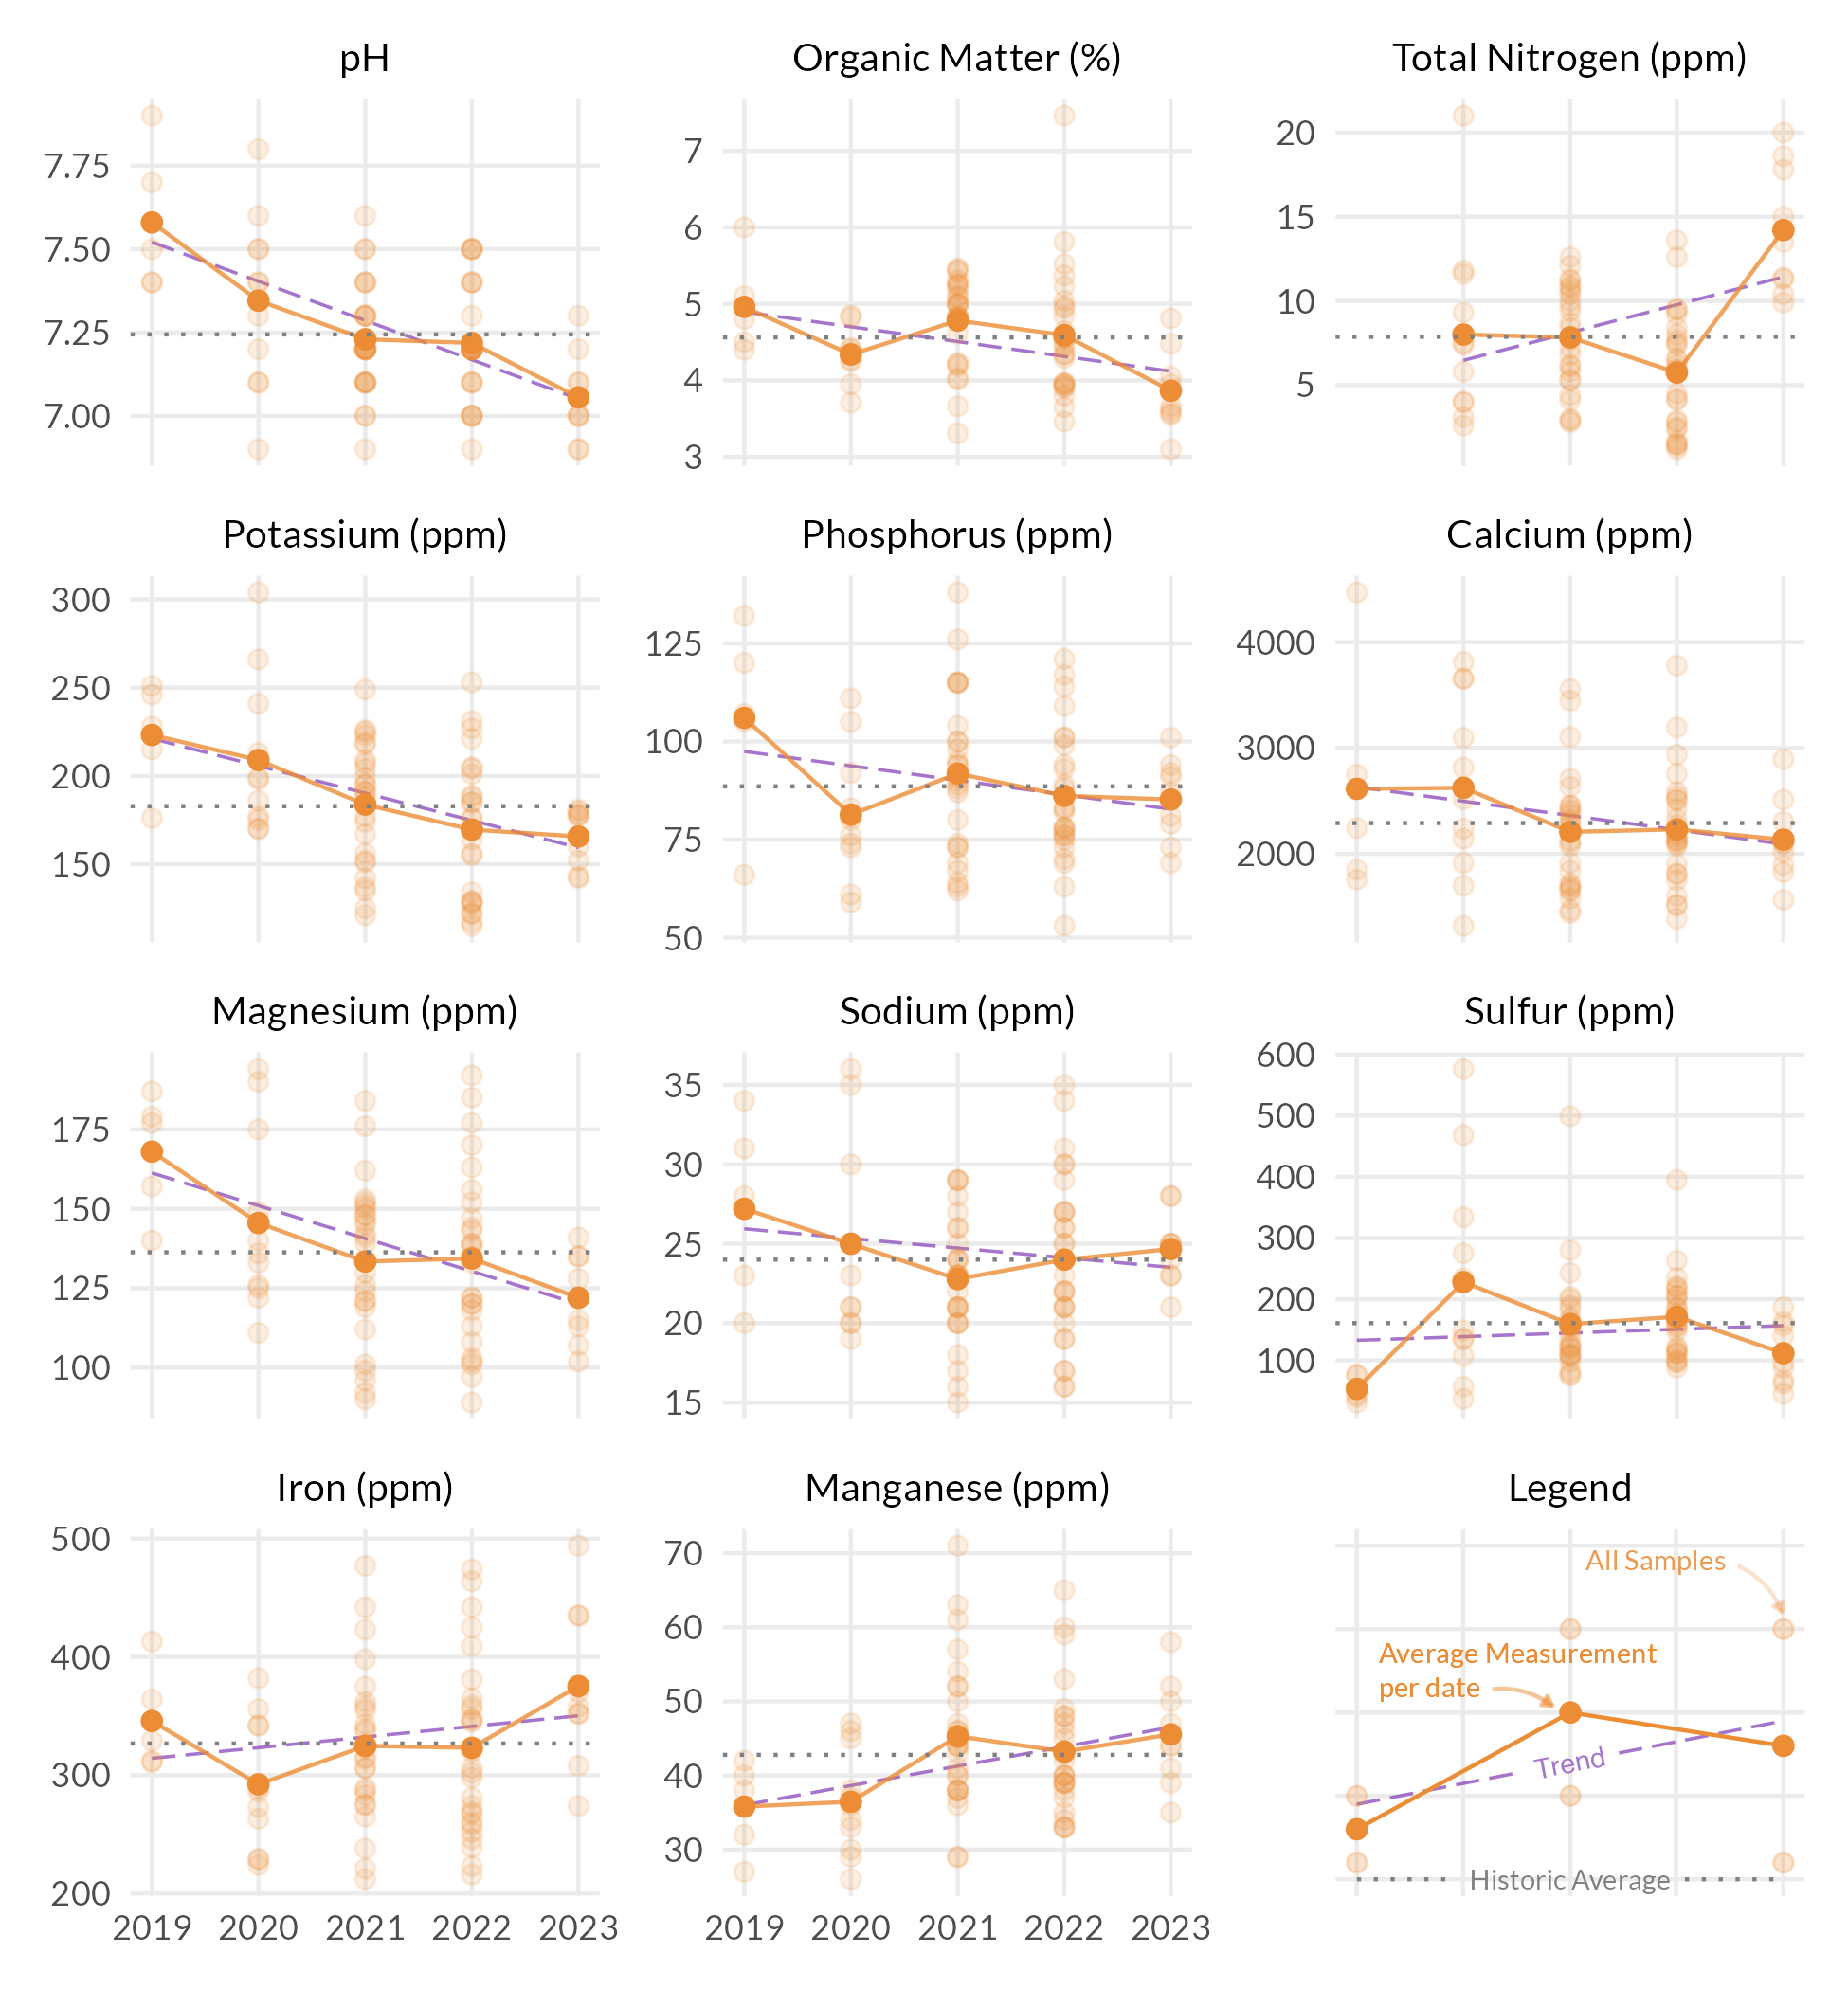 pH
Organic Matter (%)
Total Nitrogen (ppm)
7.75
7.50
7.25
7.00
7
6
5
4
3
20
15
10
5
Potassium (ppm)
Phosphorus (ppm)
Calcium (ppm)
300
250
200
150
125
100
75
50
4000
3000
2000
Magnesium (ppm)
Sodium (ppm)
Sulfur (ppm)
175
150
125
100
35
30
25
20
15
600
500
400
300
200
100
Iron (ppm)
Manganese (ppm)
Legend
500
400
300
200
2019 2020 2021 2022 2023
70
60
50
40
30
2019 2020 2021 2022 2023
All Samples
Average Measurement
per date
Trend
Historic Average